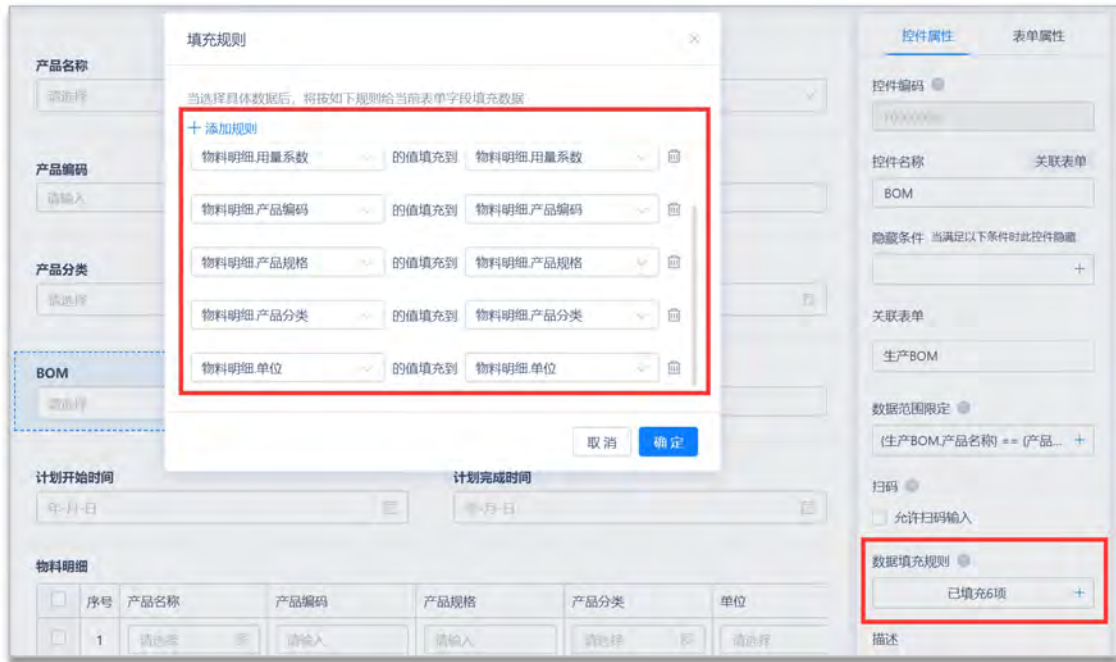 填充规则
控件属性 表单属性
产品名称
请选择
当选择具体数据后，将按如下规则给当前表单字段填充数据
控件编码
添加规则
物料明细.用量系数 的值填充到 物料明细.用量系数
产品编码
控件名称 关联表单
请输入
物料明细.产品编码 的值填充到 物料明细.产品编码
BOM
隐藏条件 当满足以下条件时此控件隐藏
产品分类
物料明细.产品规格 的值填充到 物料明细.产品规格
请选择
物料明细.产品分类 的值填充到 物料明细.产品分类
关联表单
生产BOM
BOM
物料明细.单位 的值填充到 物料明细.单位
请选择
数据范围限定
取消 确定
(生产BOM.产品名称) == (产品...
计划开始时间 计划完成时间
扫码
年-月-日 年-月-日
允许扫码输入
物料明细
数据填充规则
序号 产品名称 产品编码 产品规格 产品分类 单位
已填充6项
1 请选择 请输入 请输入 请选择 请选择
描述